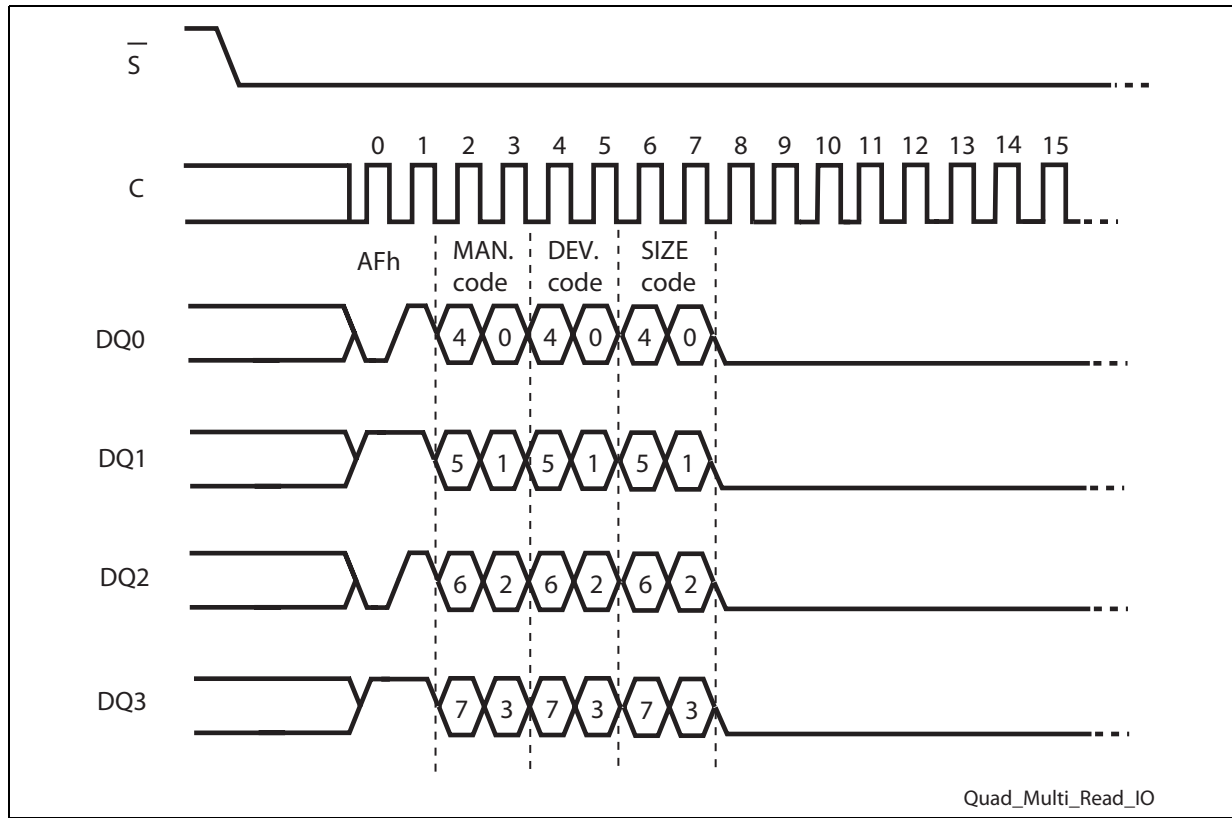 S
0 1 2 3 4 5 6 7 8 9 10 11 12 13 14 15
C
AFh
MAN. code
DEV. code
SIZE code
DQ0
4 0 4 0 4 0
DQ1
5 1 5 1 5 1
DQ2
6 2 6 2 6 2
DQ3
7 3 7 3 7 3
Quad_Multi_Read_IO